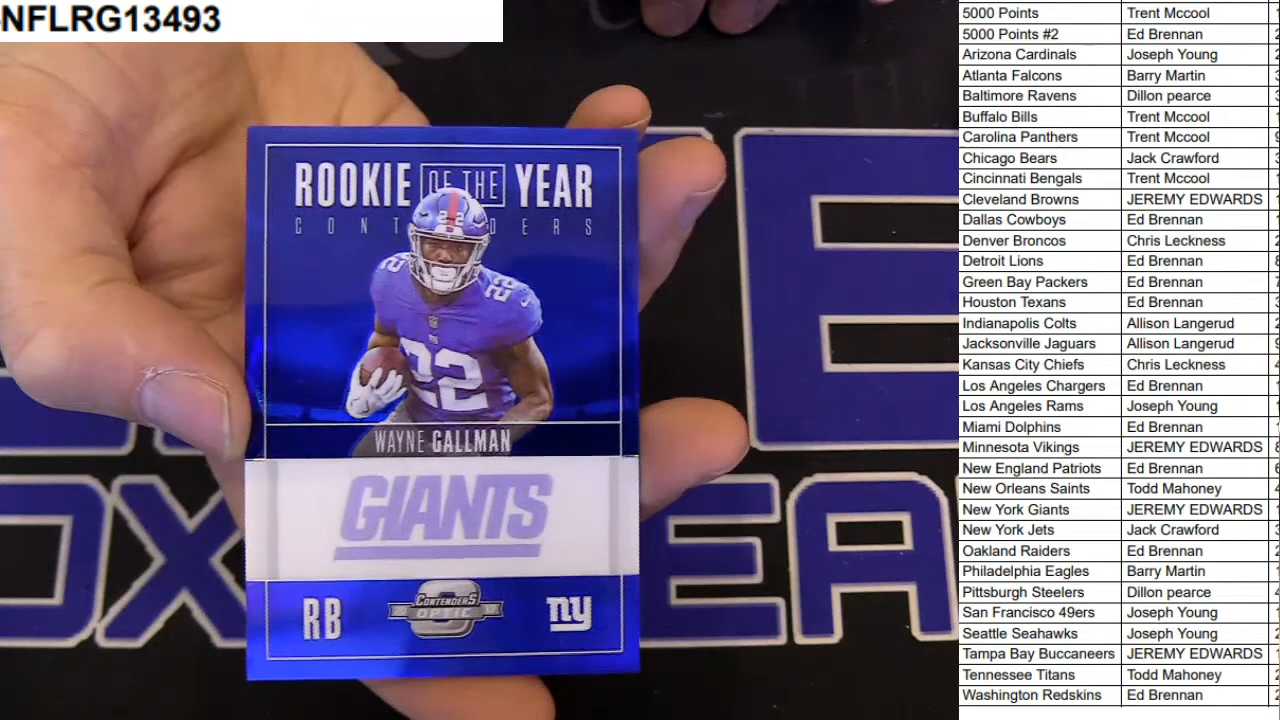 NFLRG13493
ROOKIE OF THE YEAR
22
22
22
WAYNE GALLMAN
GIANTS
RB
CONTENDERS
OPTIC
ny
5000 Points Trent Mccool
5000 Points #2 Ed Brennan
Arizona Cardinals Joseph Young
Atlanta Falcons Barry Martin
Baltimore Ravens Dillon pearce
Buffalo Bills Trent Mccool
Carolina Panthers Trent Mccool
Chicago Bears Jack Crawford
Cincinnati Bengals Trent Mccool
Cleveland Browns JEREMY EDWARDS
Dallas Cowboys Ed Brennan
Denver Broncos Chris Leckness
Detroit Lions Ed Brennan
Green Bay Packers Ed Brennan
Houston Texans Ed Brennan
Indianapolis Colts Allison Langerud
Jacksonville Jaguars Allison Langerud
Kansas City Chiefs Chris Leckness
Los Angeles Chargers Ed Brennan
Los Angeles Rams Joseph Young
Miami Dolphins Ed Brennan
Minnesota Vikings JEREMY EDWARDS
New England Patriots Ed Brennan
New Orleans Saints Todd Mahoney
New York Giants JEREMY EDWARDS
New York Jets Jack Crawford
Oakland Raiders Ed Brennan
Philadelphia Eagles Barry Martin
Pittsburgh Steelers Dillon pearce
San Francisco 49ers Joseph Young
Seattle Seahawks Joseph Young
Tampa Bay Buccaneers JEREMY EDWARDS
Tennessee Titans Todd Mahoney
Washington Redskins Ed Brennan